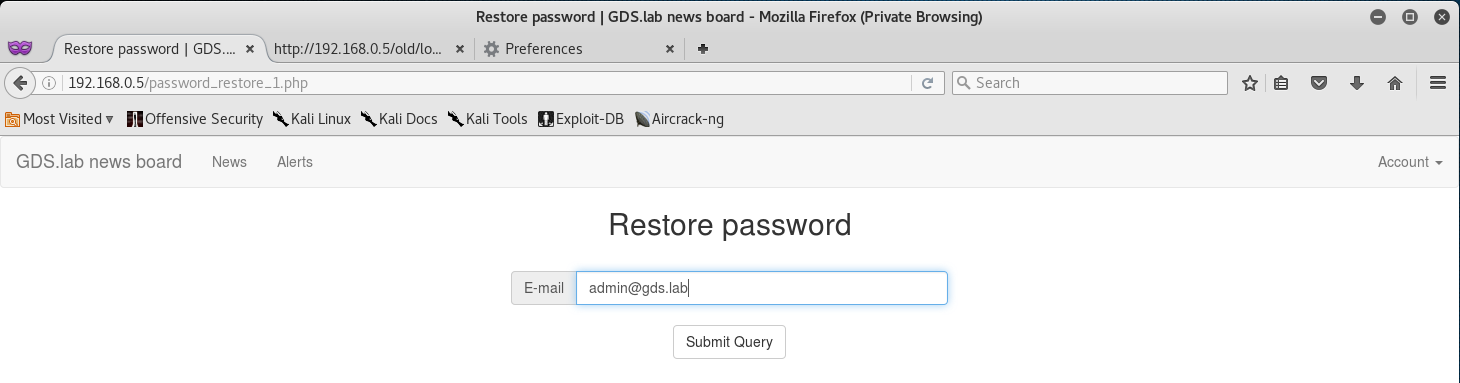 Restore password | GDS.lab news board - Mozilla Firefox (Private Browsing)
Restore password | GDS.... http://192.168.0.5/old/lo... Preferences
192.168.0.5/password_restore_1.php Search
Most Visited Offensive Security Kali Linux Kali Docs Kali Tools Exploit-DB Aircrack-ng
GDS.lab news board News Alerts Account
Restore password
E-mail admin@gds.lab
Submit Query